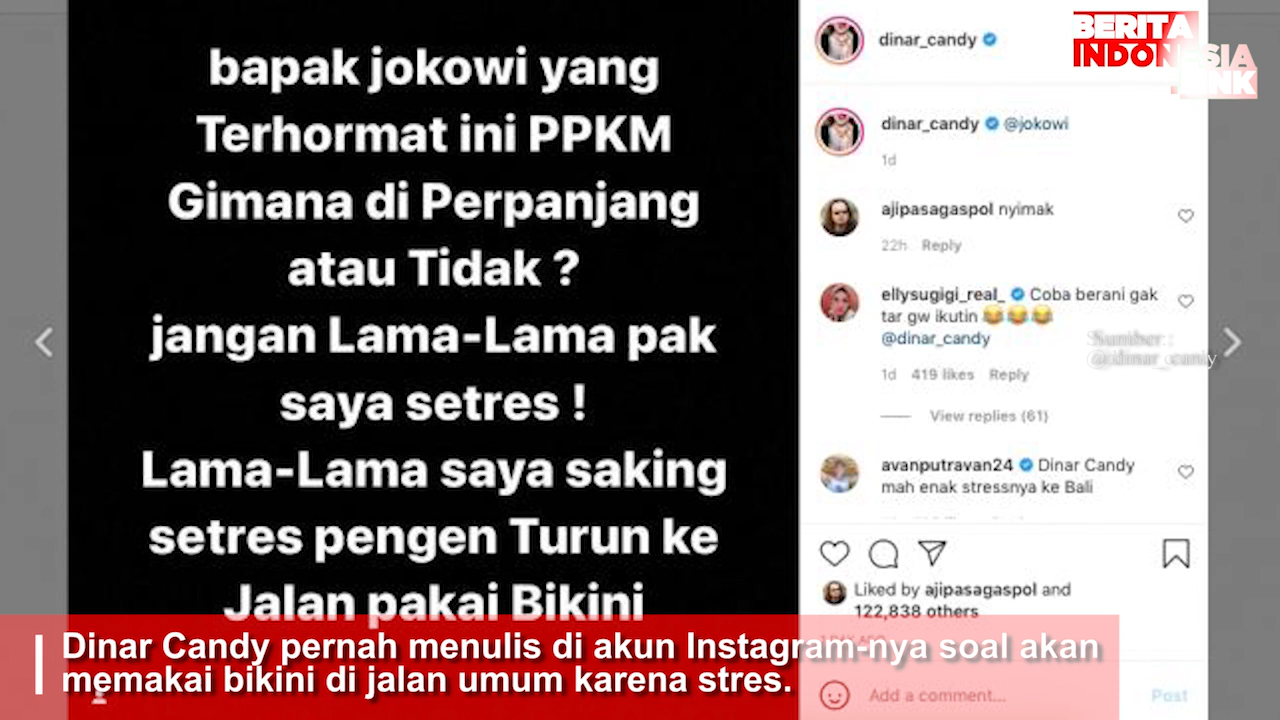 bapak jokowi yang
Terhormat ini PPKM
Gimana di Perpanjang
atau Tidak ?
jangan Lama-Lama pak
saya setres !
Lama-Lama saya saking
setres pengen Turun ke
Jalan pakai Bikini
dinar_candy
dinar_candy @jokowi
1d
ajipasagaspol nyimak
22h Reply
ellysugigi_real_ Coba berani gak
tar gw ikutin 😂😂😂
@dinar_candy
1d 419 likes Reply
View replies (61)
avanputravan24 Dinar Candy
mah enak stressnya ke Bali
Liked by ajipasagaspol and
122,838 others
Add a comment...
Post
BERITA
INDONESIA
Sumber :
Dinar Candy pernah menulis di akun Instagram-nya soal akan
memakai bikini di jalan umum karena stres.